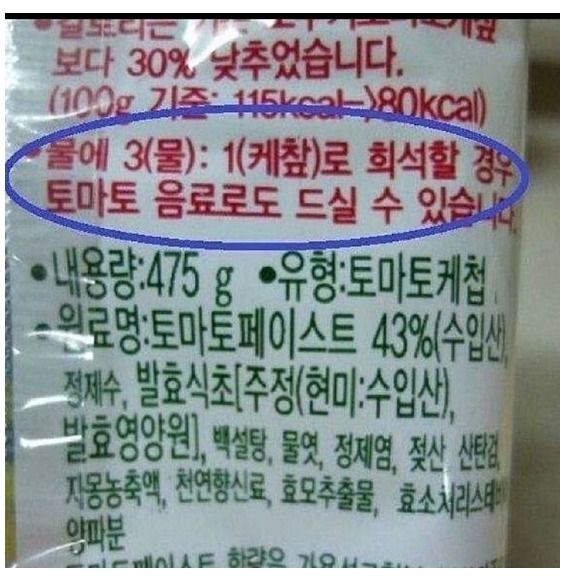 보다 30% 낮추었습니다.
(100g 기준: 115kcal->80kcal)
•물에 3(물): 1(케찦)로 희석할 경우
토마토 음료로도 드실 수 있습니다.
•내용량:475 g •유형:토마토케첩
•원료명:토마토페이스트 43%(수입산),
정제수, 발효식초[주정(현미:수입산),
발효영양원], 백설탕, 물엿, 정제염, 젖산 산탄검,
자몽농축액, 천연향신료, 효모추출물, 효소처리스테비아
양파분